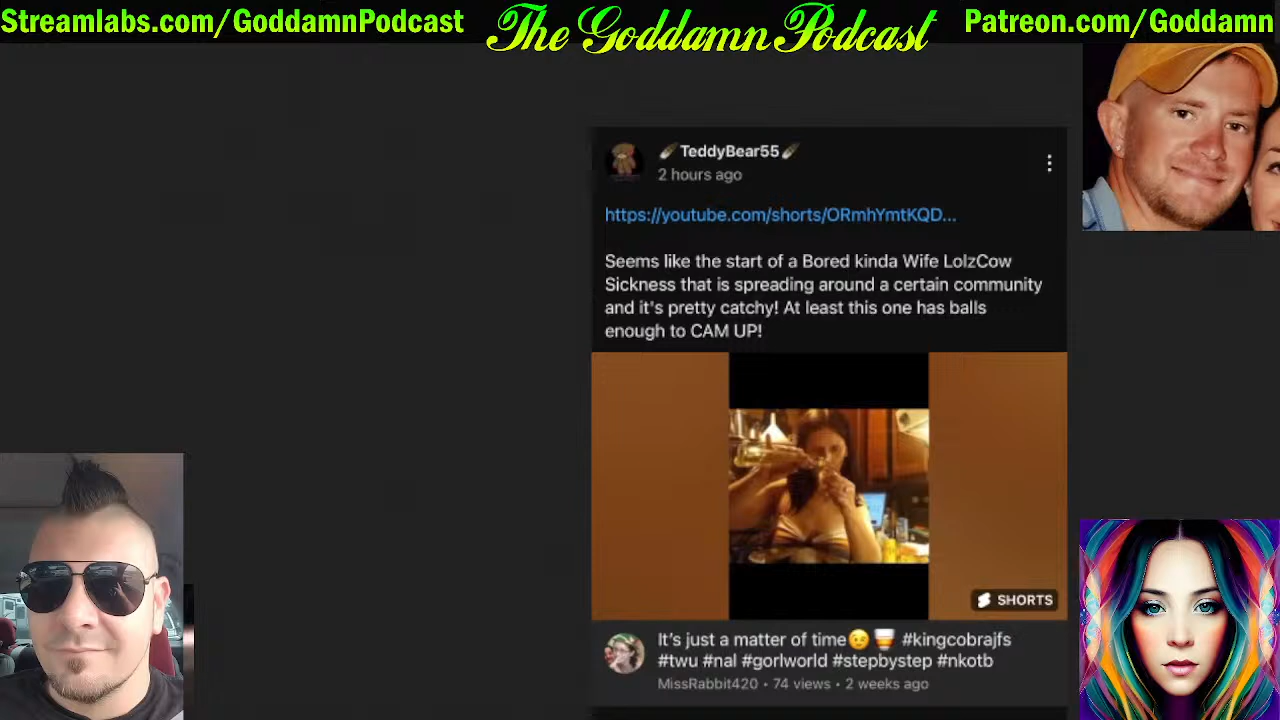 Streamlabs.com/GoddamnPodcast
The Goddamn Podcast
Patreon.com/Goddamn
TeddyBear55
2 hours ago
https://youtube.com/shorts/ORmhYmtKQD...
Seems like the start of a Bored kinda Wife LolzCow
Sickness that is spreading around a certain community
and it's pretty catchy! At least this one has balls
enough to CAM UP!
SHORTS
It's just a matter of time😉🥃 #kingcobrajfs
#twu #nal #gorlworld #stepbystep #nkotb
MissRabbit420 • 74 views • 2 weeks ago